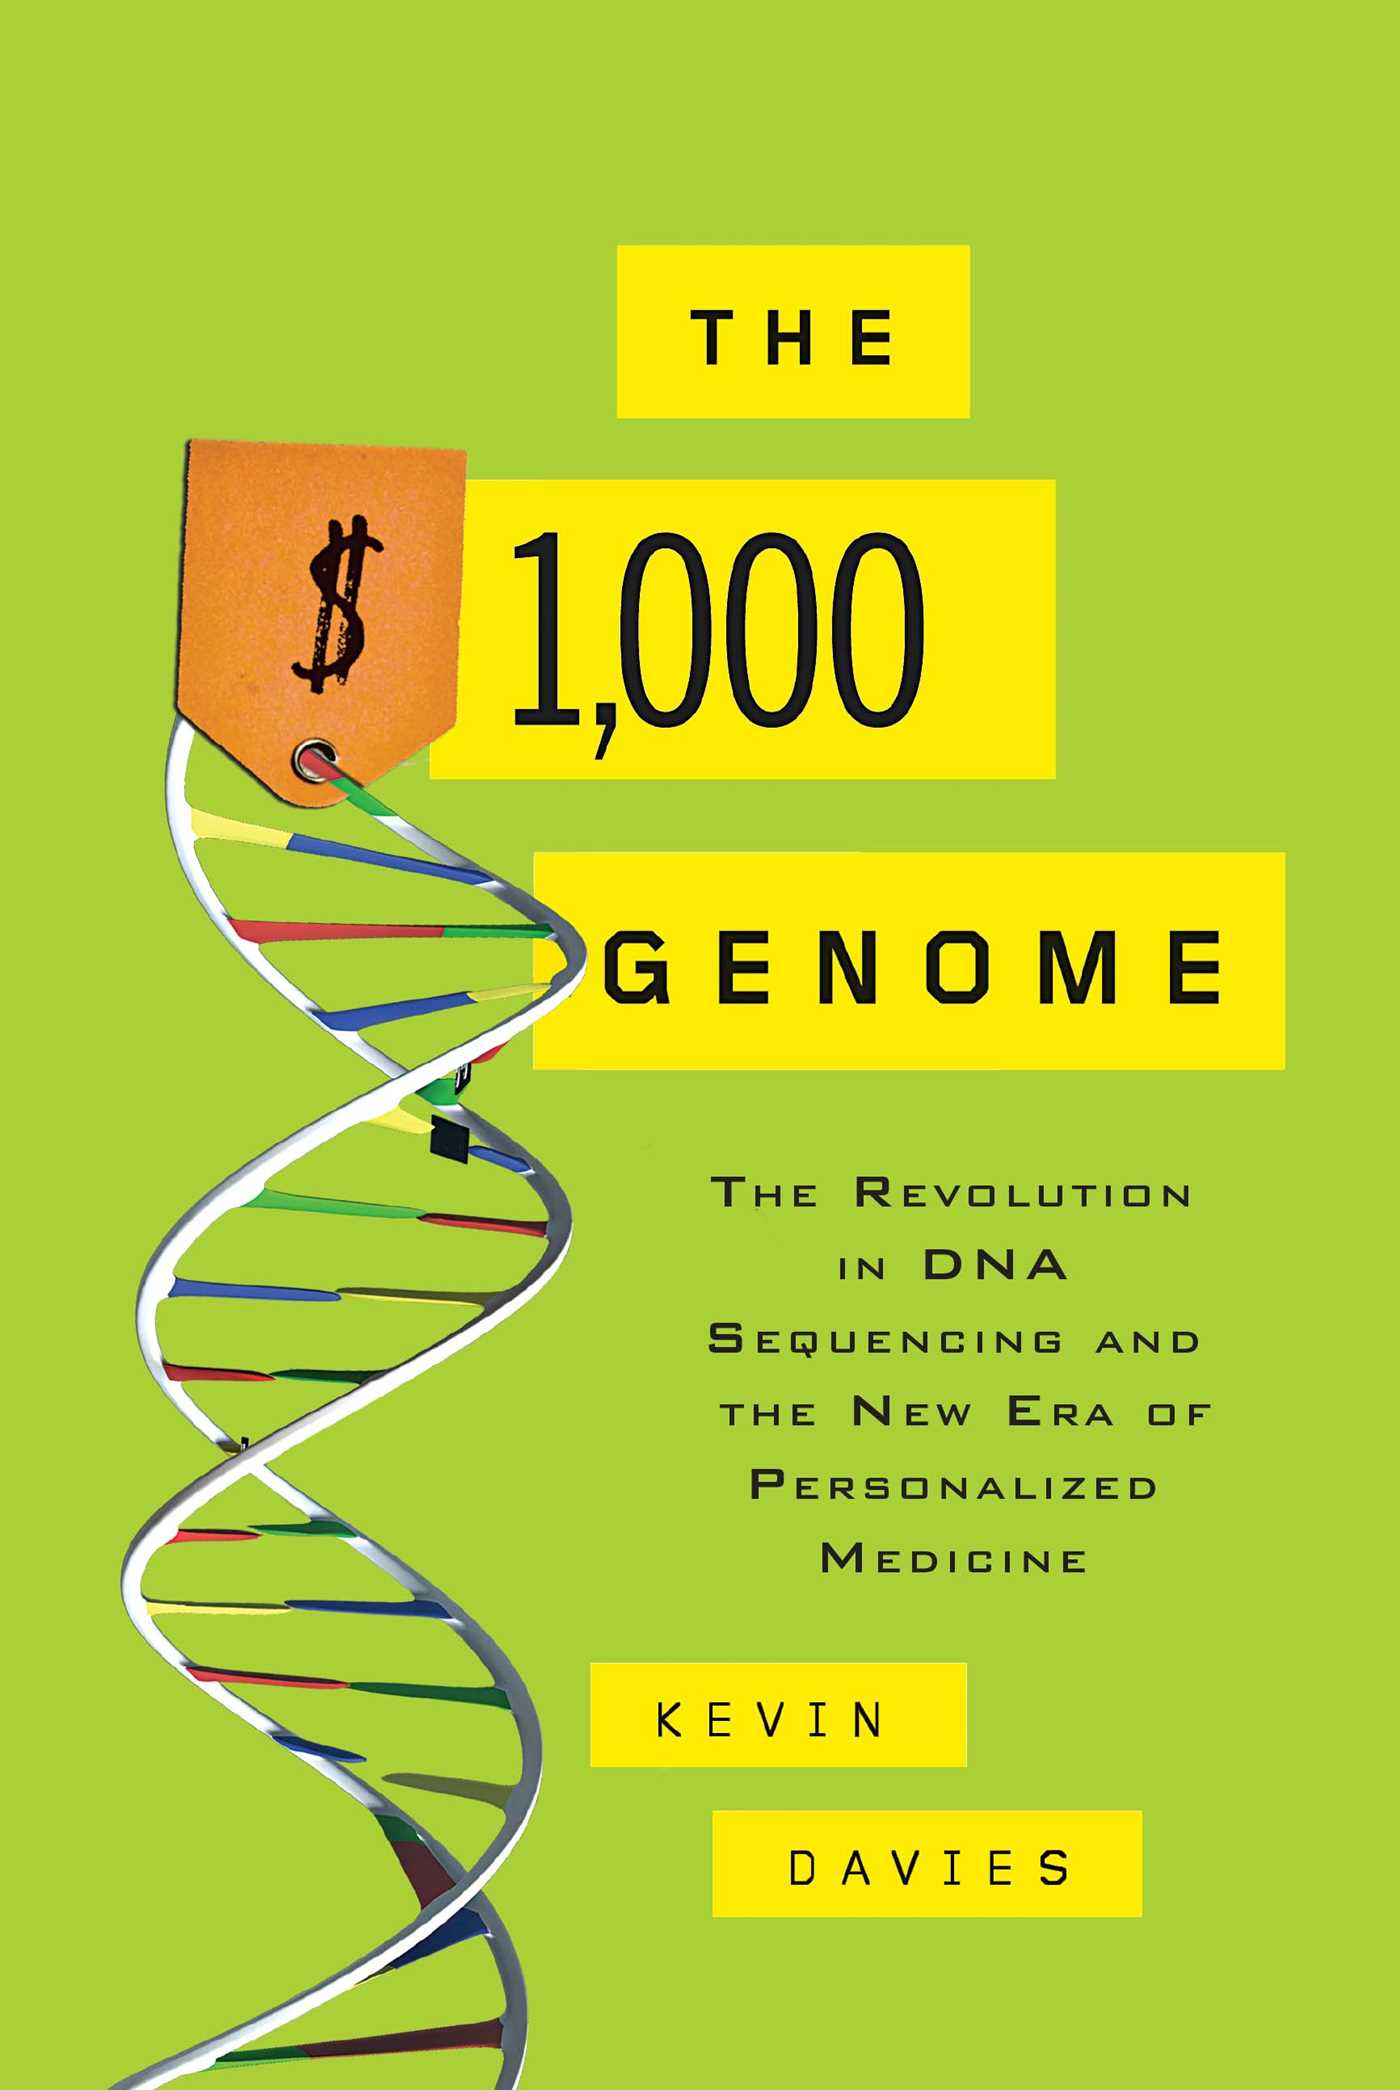 THE
$ 1,000
GENOME
THE REVOLUTION
IN DNA
SEQUENCING AND
THE NEW ERA OF
PERSONALIZED
MEDICINE
KEVIN
DAVIES